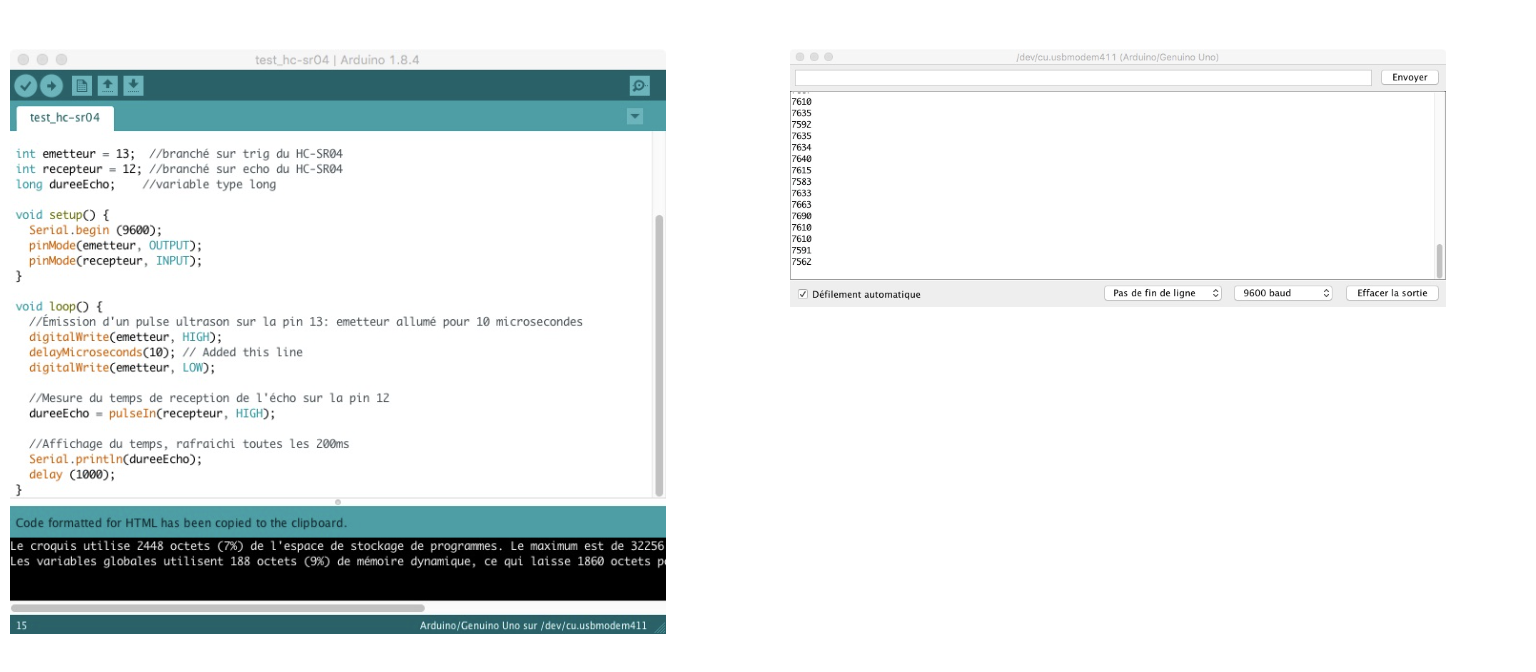 test_hc-sr04 | Arduino 1.8.4
test_hc-sr04
int emetteur = 13;  //branché sur trig du HC-SR04
int recepteur = 12; //branché sur echo du HC-SR04
long dureeEcho;    //variable type long
void setup() {
  Serial.begin (9600);
  pinMode(emetteur, OUTPUT);
  pinMode(recepteur, INPUT);
}
void loop() {
  //Émission d'un pulse ultrason sur la pin 13: emetteur allumé pour 10 microsecondes
  digitalWrite(emetteur, HIGH);
  delayMicroseconds(10); // Added this line
  digitalWrite(emetteur, LOW);
  //Mesure du temps de reception de l'écho sur la pin 12
  dureeEcho = pulseIn(recepteur, HIGH);
  //Affichage du temps, rafraichi toutes les 200ms
  Serial.println(dureeEcho);
  delay (1000);
}
Code formatted for HTML has been copied to the clipboard.
Le croquis utilise 2448 octets (7%) de l'espace de stockage de programmes. Le maximum est de 32256
Les variables globales utilisent 188 octets (9%) de mémoire dynamique, ce qui laisse 1860 octets
15
Arduino/Genuino Uno sur /dev/cu.usbmodem411
/dev/cu.usbmodem411 (Arduino/Genuino Uno)
Envoyer
7610
7635
7592
7635
7634
7640
7615
7583
7633
7663
7690
7610
7610
7591
7562
Défilement automatique
Pas de fin de ligne
9600 baud
Effacer la sortie